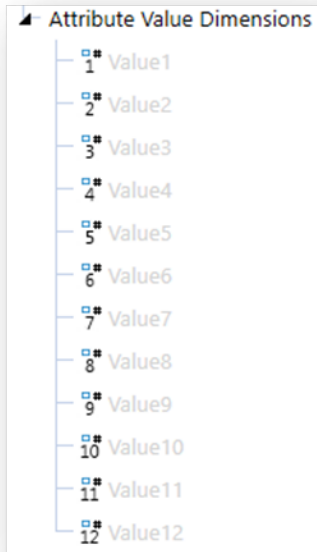 Attribute Value Dimensions
1# Value1
2# Value2
3# Value3
4# Value4
5# Value5
6# Value6
7# Value7
8# Value8
9# Value9
10# Value10
11# Value11
12# Value12